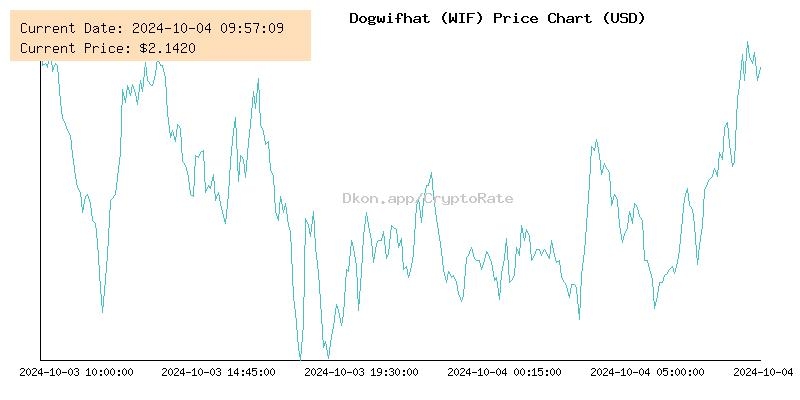 Dogwifhat (WIF) Price Chart (USD)
Current Date: 2024-10-04 09:57:09
Current Price: $2.1420
Dkon.app/CryptoRate
2024-10-03 10:00:00 2024-10-03 14:45:00 2024-10-03 19:30:00 2024-10-04 00:15:00 2024-10-04 05:00:00 2024-10-04